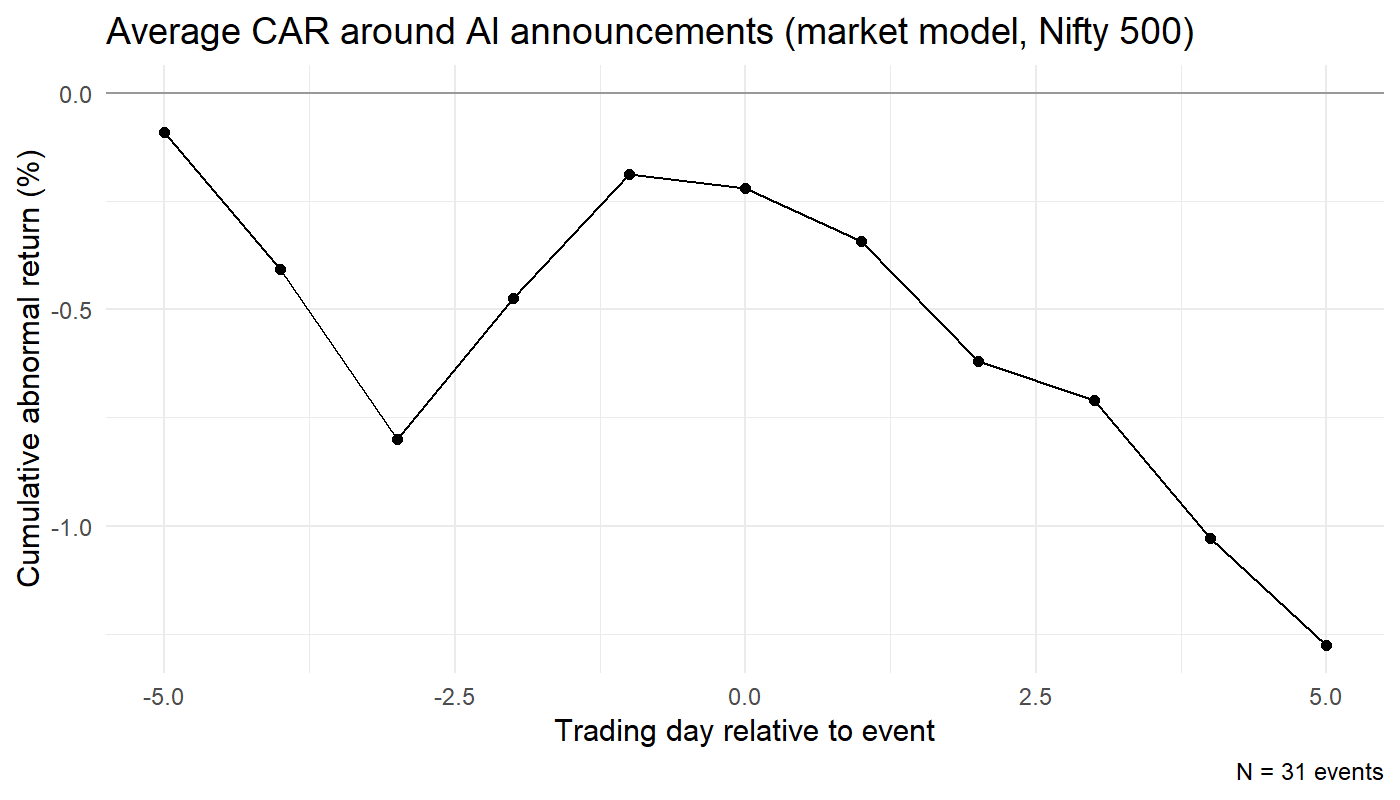 Average CAR around AI announcements (market model, Nifty 500)
Cumulative abnormal return (%)
0.0
-0.5
-1.0
-5.0
-2.5
0.0
2.5
5.0
Trading day relative to event
N = 31 events